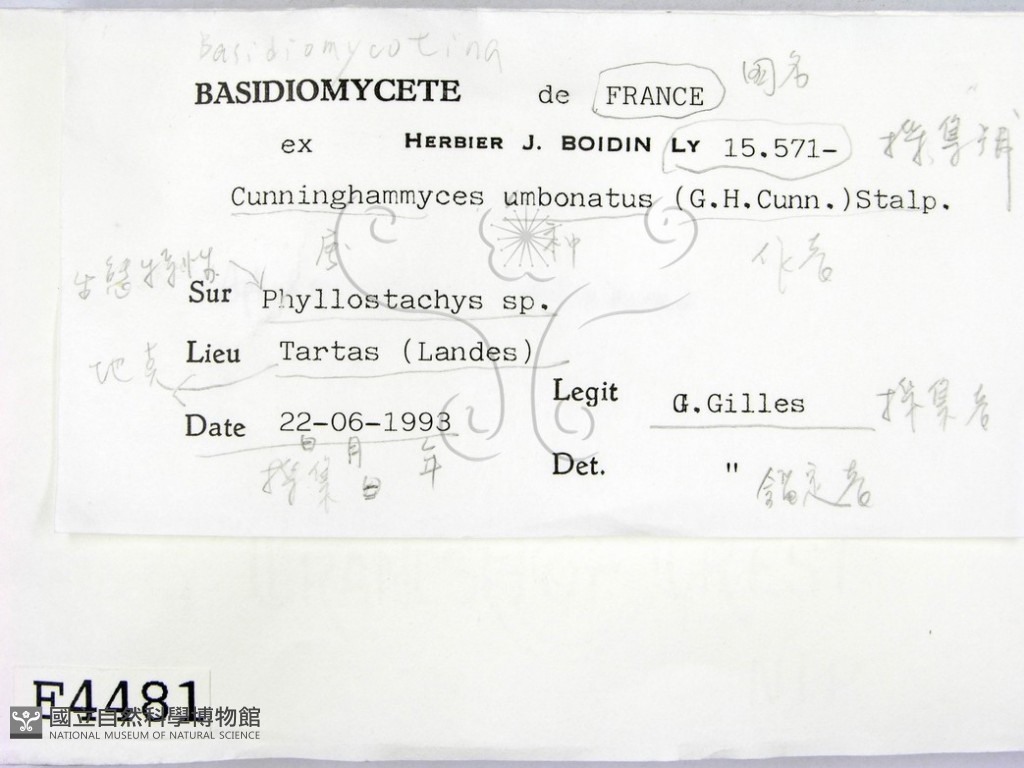 Basidiomycotina
BASIDIOMYCETE de FRANCE 國名
ex HERBIER J. BOIDIN LY 15.571- 採集號
Cunninghammyces umbonatus (G.H.Cunn.)Stalp.
屬 種 作者
生態特性
Sur Phyllostachys sp.
地點 Lieu Tartas (Landes)
Legit G.Gilles 採集者
Date 22-06-1993
日 月 年
採集日
Det. " 鑑定者
F4481
國立自然科學博物館
NATIONAL MUSEUM OF NATURAL SCIENCE